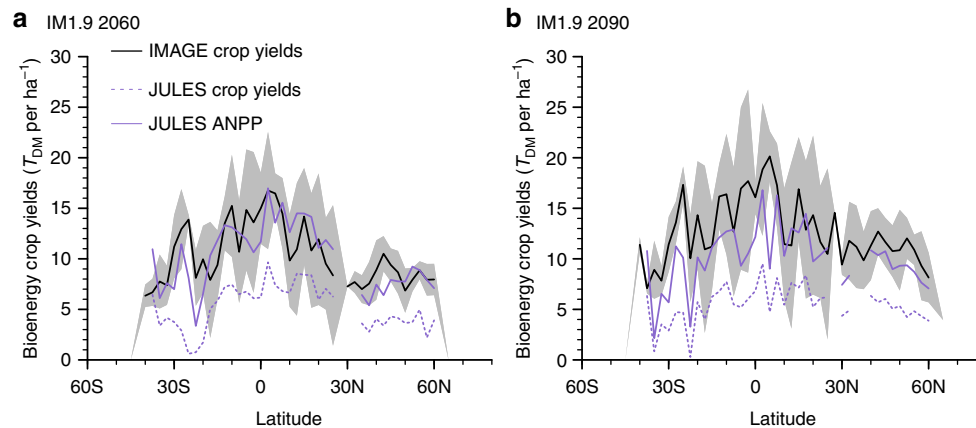 a IM1.9 2060
IMAGE crop yields
JULES crop yields
JULES ANPP
Bioenergy crop yields (T_DM per ha⁻¹)
30
25
20
15
10
5
0
60S 30S 0 30N 60N
Latitude
b IM1.9 2090
Bioenergy crop yields (T_DM per ha⁻¹)
30
25
20
15
10
5
0
60S 30S 0 30N 60N
Latitude